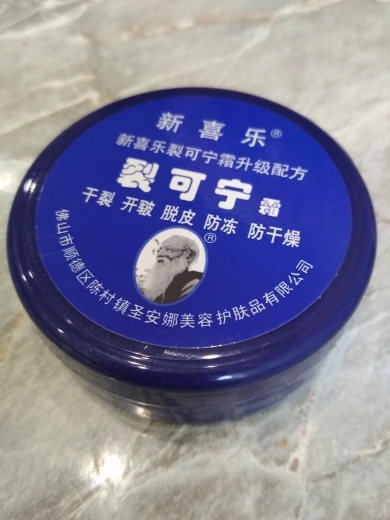 新喜乐®
新喜乐裂可宁霜升级配方
裂可宁霜
干裂 开皲 脱皮 防冻 防干燥
®
佛山市顺德区陈村镇圣安娜美容护肤品有限公司